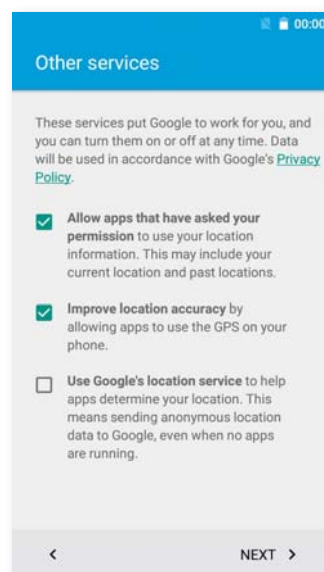 00:00
Other services
These services put Google to work for you, and
you can turn them on or off at any time. Data
will be used in accordance with Google's Privacy
Policy.
Allow apps that have asked your
permission to use your location
information. This may include your
current location and past locations.
Improve location accuracy by
allowing apps to use the GPS on your
phone.
Use Google's location service to help
apps determine your location. This
means sending anonymous location
data to Google, even when no apps
are running.
NEXT